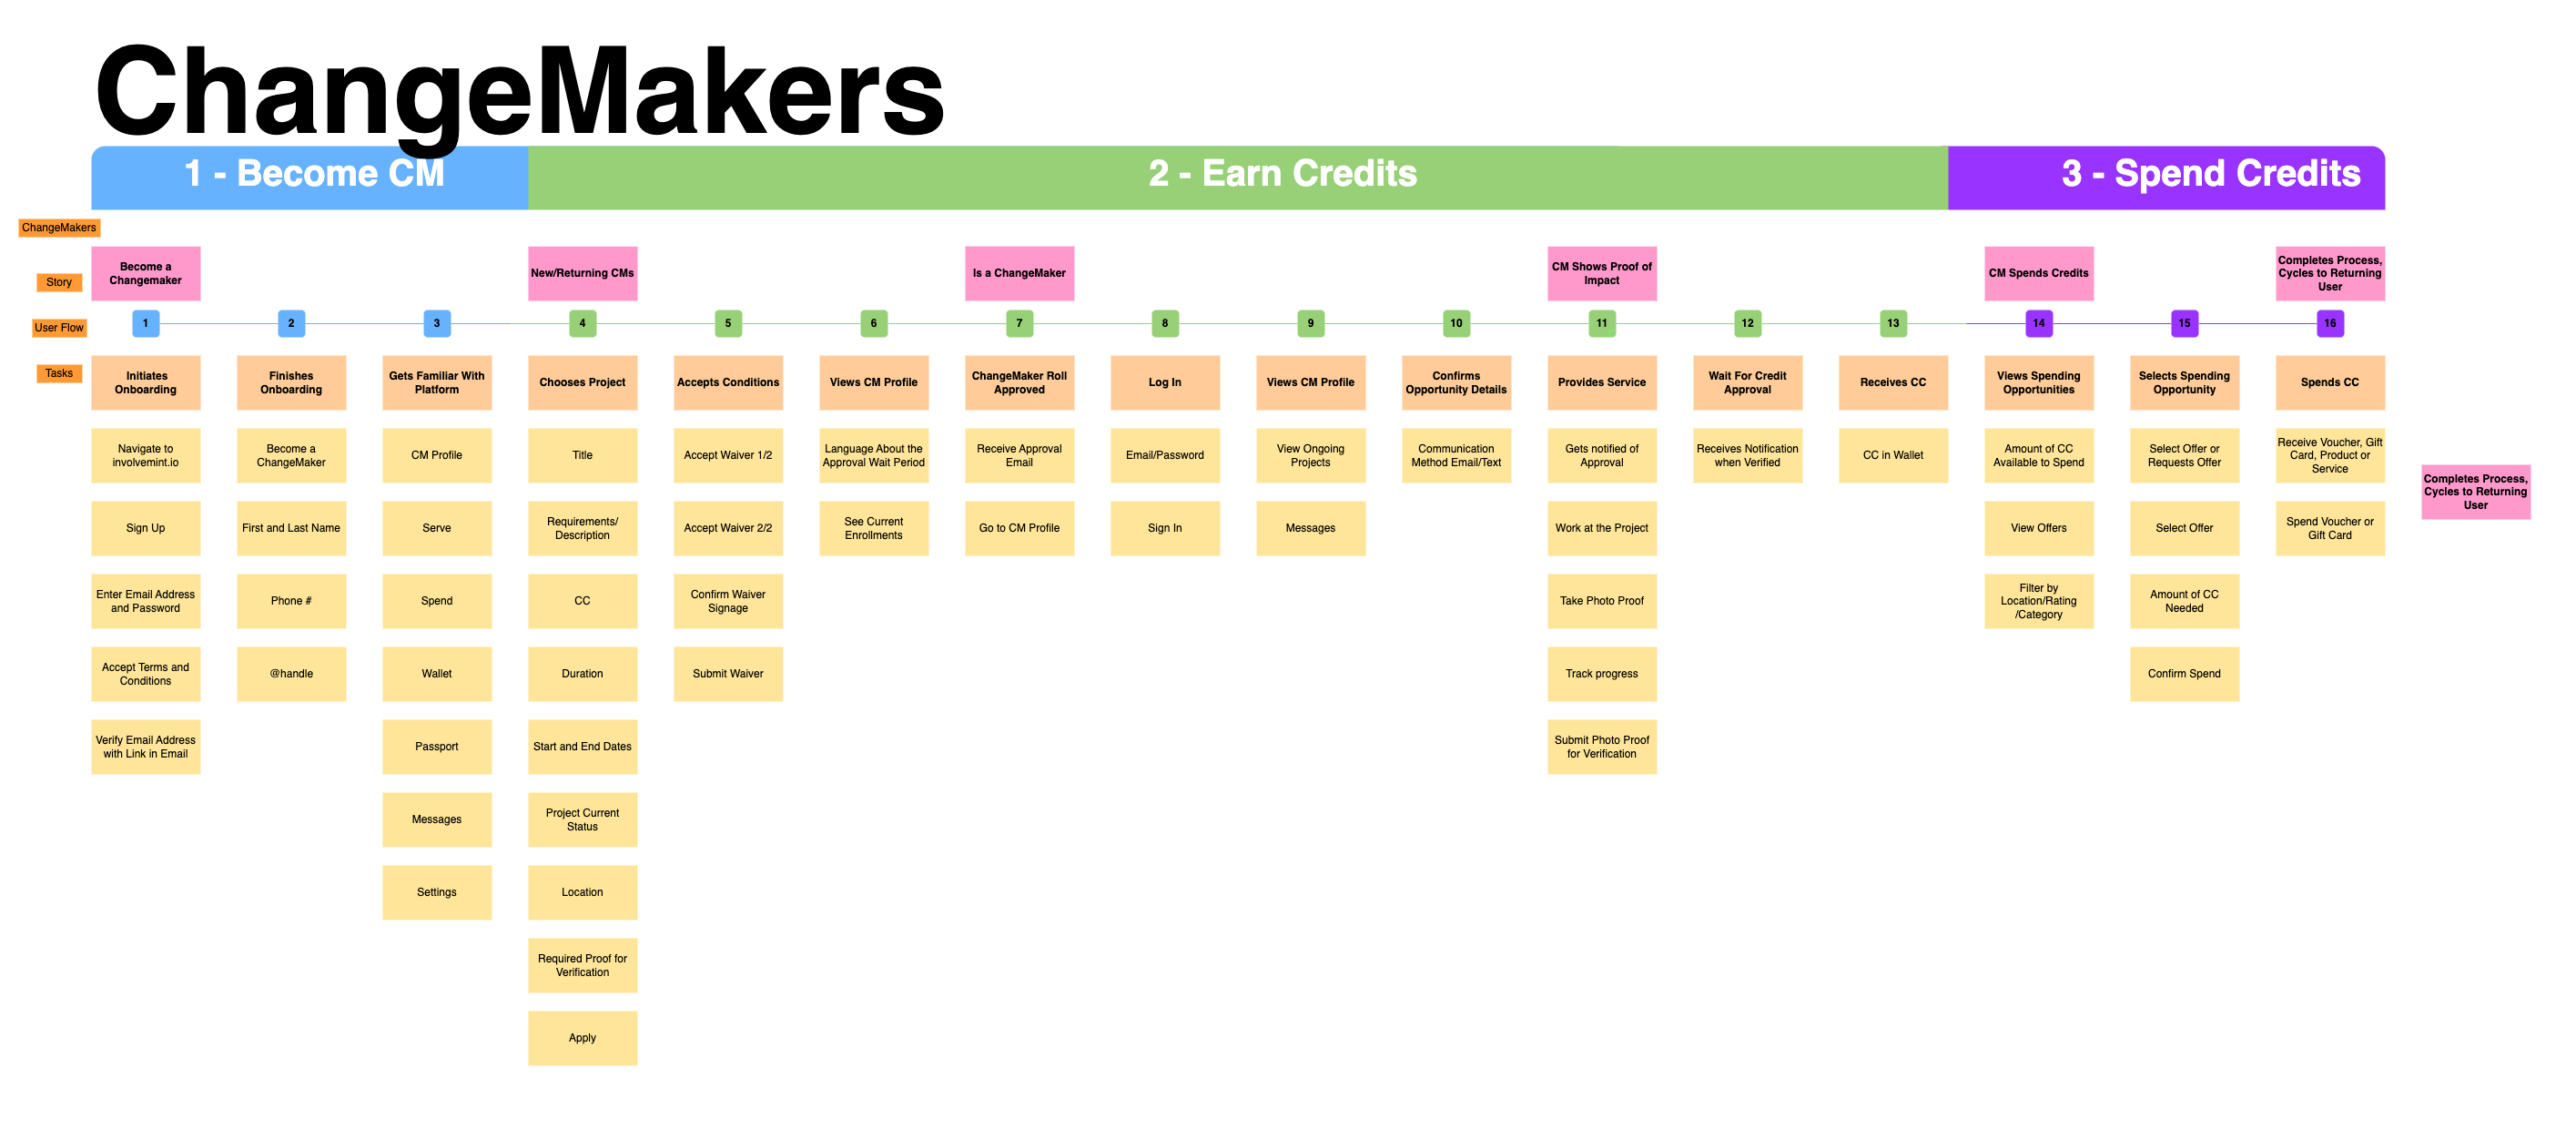 ChangeMakers
1 - Become CM
2 - Earn Credits
3 - Spend Credits
ChangeMakers
Story
Become a
Changemaker
New/Returning CMs
Is a ChangeMaker
CM Shows Proof of
Impact
CM Spends Credits
Completes Process,
Cycles to Returning
User
User Flow
1
2
3
4
5
6
7
8
9
10
11
12
13
14
15
16
Tasks
Initiates
Onboarding
Navigate to
involvemint.io
Sign Up
Enter Email Address
and Password
Accept Terms and
Conditions
Verify Email Address
with Link in Email
Finishes
Onboarding
Become a
ChangeMaker
First and Last Name
Phone #
@handle
Gets Familiar With
Platform
CM Profile
Serve
Spend
Wallet
Passport
Messages
Settings
Chooses Project
Title
Requirements/
Description
CC
Duration
Start and End Dates
Project Current
Status
Location
Required Proof for
Verification
Apply
Accepts Conditions
Accept Waiver 1/2
Accept Waiver 2/2
Confirm Waiver
Signage
Submit Waiver
Views CM Profile
Language About the
Approval Wait Period
See Current
Enrollments
ChangeMaker Roll
Approved
Receive Approval
Email
Go to CM Profile
Log In
Email/Password
Sign In
Views CM Profile
View Ongoing
Projects
Messages
Confirms
Opportunity Details
Communication
Method Email/Text
Provides Service
Gets notified of
Approval
Work at the Project
Take Photo Proof
Track progress
Submit Photo Proof
for Verification
Wait For Credit
Approval
Receives Notification
when Verified
Receives CC
CC in Wallet
Views Spending
Opportunities
Amount of CC
Available to Spend
View Offers
Filter by
Location/Rating
/Category
Selects Spending
Opportunity
Select Offer or
Requests Offer
Select Offer
Amount of CC
Needed
Confirm Spend
Spends CC
Receive Voucher, Gift
Card, Product or
Service
Spend Voucher or
Gift Card
Completes Process,
Cycles to Returning
User